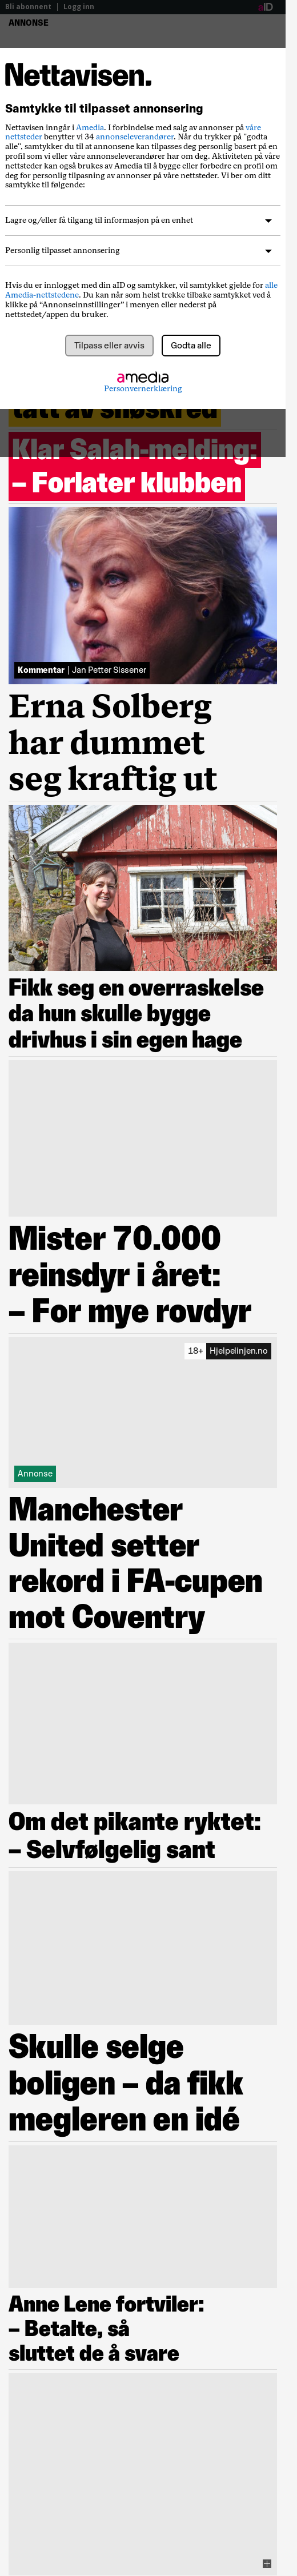 Bli abonnent | Logg inn
aID
ANNONSE
Nettavisen.
Samtykke til tilpasset annonsering
Nettavisen inngår i Amedia. I forbindelse med salg av annonser på våre
nettsteder benytter vi 34 annonseleverandører. Når du trykker på "godta
alle", samtykker du til at annonser kan tilpasses deg personlig basert på en
profil som vi eller våre annonseleverandører har om deg. Aktiviteten på våre
nettsteder kan også brukes av Amedia til å bygge eller forbedre en profil om
deg for personlig tilpasning av annonser på våre nettsteds. Vi ber om ditt
samtykke til følgende:
Lagre og/eller få tilgang til informasjon på en enhet
Personlig tilpasset annonsering
Hvis du er innlogget med din aID og samtykker, vil samtykket gjelde for alle
Amedia-nettstedene. Du kan når som helst trekke tilbake samtykket ved å
klikke på “Annonseinnstillinger” i menyen eller nederst på
nettstedet/appen du bruker.
Tilpass eller avvis
Godta alle
amedia
Personvernerklæring
tatt av snøskred
Klar Salah-melding:
– Forlater klubben
Kommentar | Jan Petter Sissener
Erna Solberg
har dummet
seg kraftig ut
Fikk seg en overraskelse
da hun skulle bygge
drivhus i sin egen hage
Mister 70.000
reinsdyr i året:
– For mye rovdyr
18+ Hjelpelinjen.no
Annonse
Manchester
United setter
rekord i FA-cupen
mot Coventry
Om det pikante ryktet:
– Selvfølgelig sant
Skulle selge
boligen – da fikk
megleren en idé
Anne Lene fortviler:
– Betalte, så
sluttet de å svare